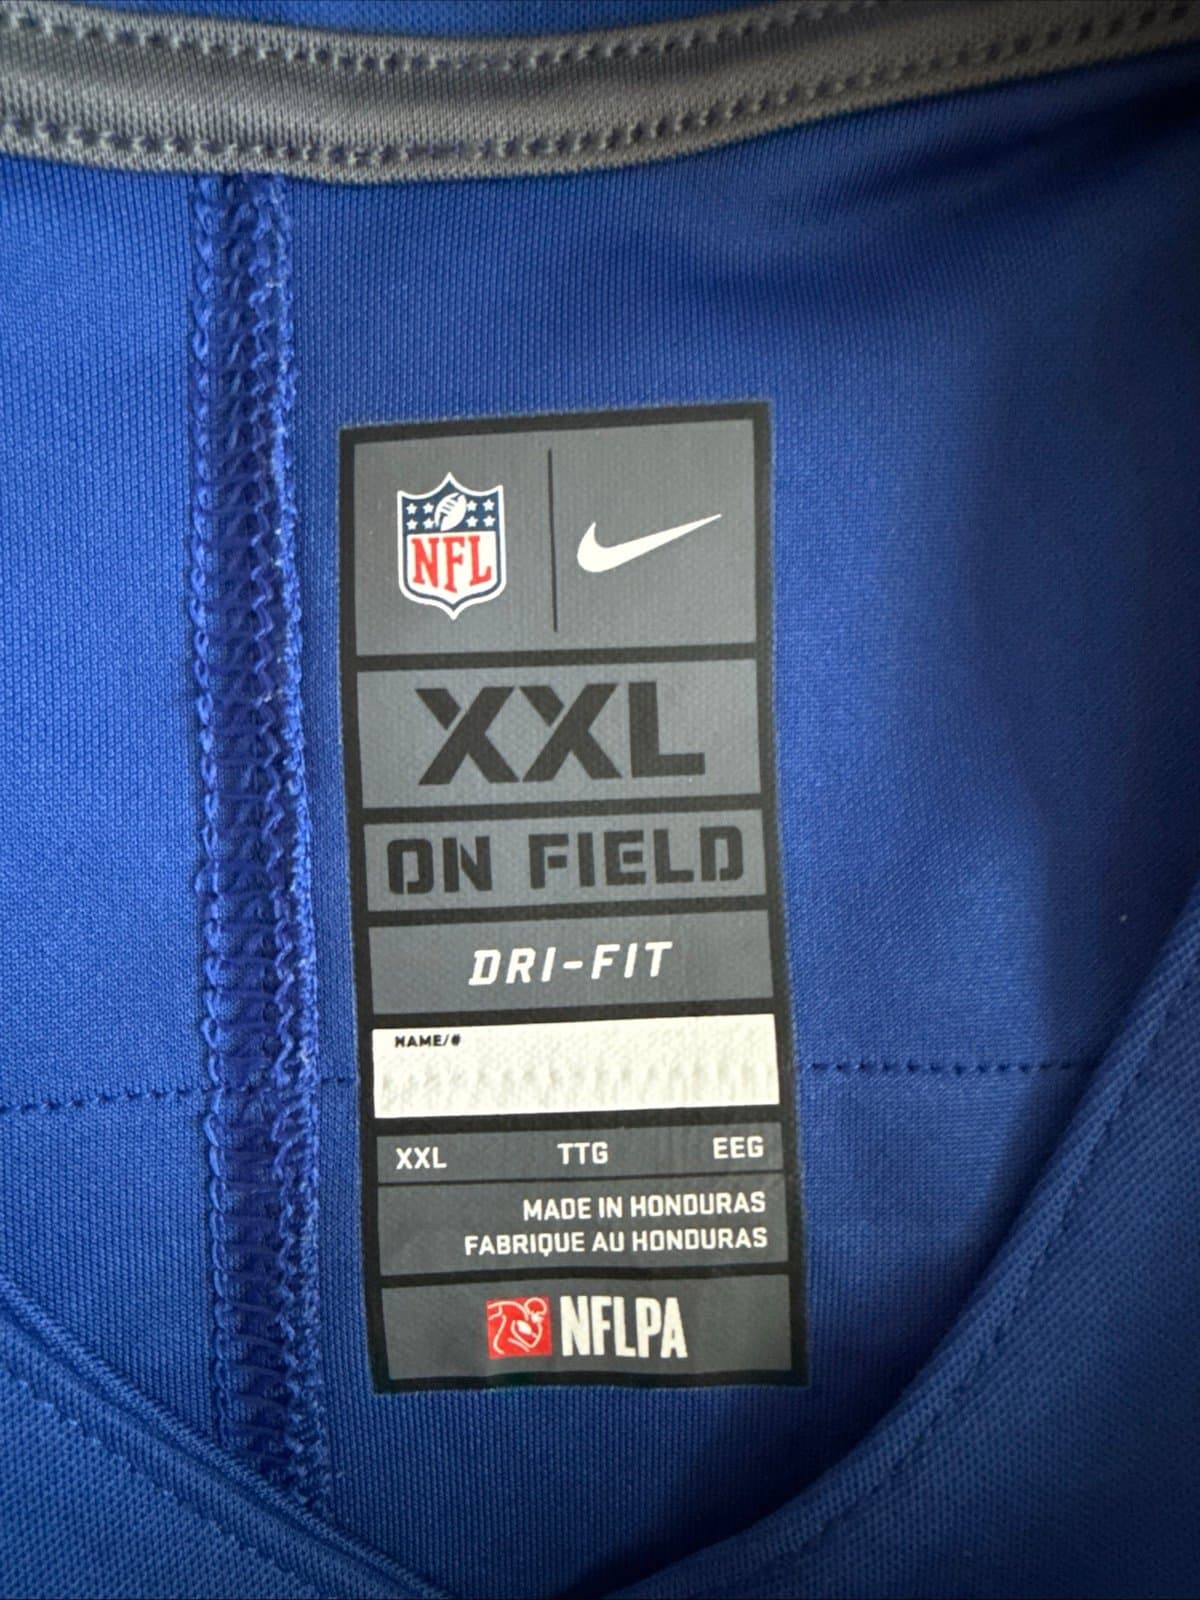 NFL
XXL
ON FIELD
DRI-FIT
NAME/#
XXL TTG EEG
MADE IN HONDURAS
FABRIQUE AU HONDURAS
NFLPA